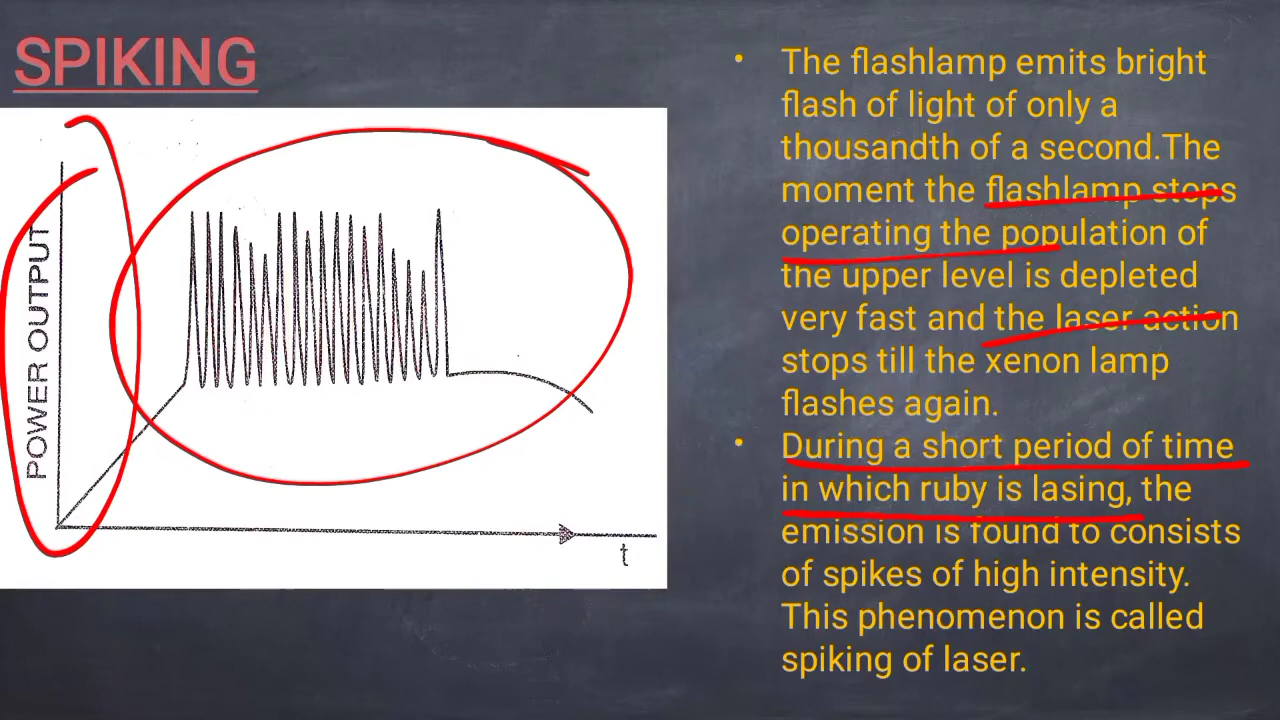 SPIKING
POWER OUTPUT
t
• The flashlamp emits bright
flash of light of only a
thousandth of a second.The
moment the flashlamp stops
operating the population of
the upper level is depleted
very fast and the laser action
stops till the xenon lamp
flashes again.
• During a short period of time
in which ruby is lasing, the
emission is found to consists
of spikes of high intensity.
This phenomenon is called
spiking of laser.